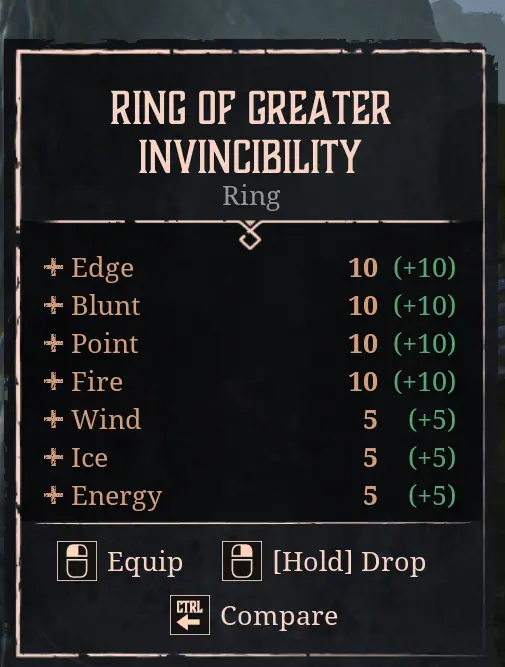 RING OF GREATER
INVINCIBILITY
Ring
Edge 10 (+10)
Blunt 10 (+10)
Point 10 (+10)
Fire 10 (+10)
Wind 5 (+5)
Ice 5 (+5)
Energy 5 (+5)
Equip [Hold] Drop
CTRL Compare